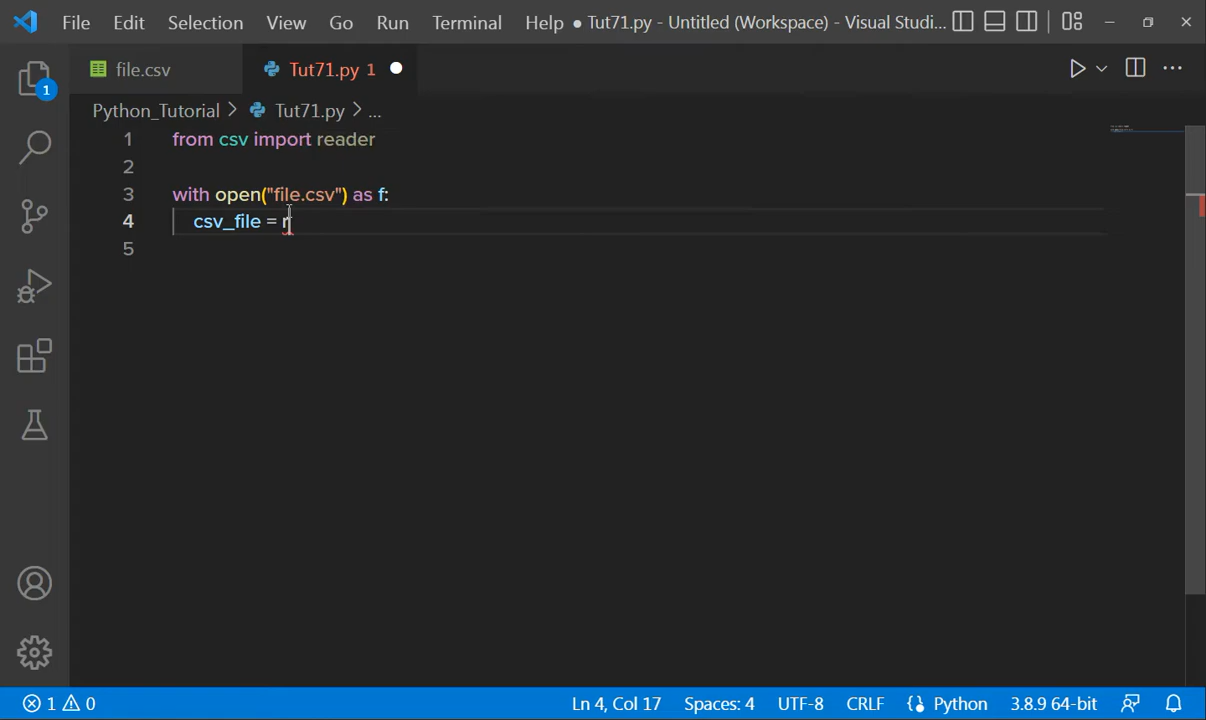 File Edit Selection View Go Run Terminal Help ● Tut71.py - Untitled (Workspace) - Visual Studi...
file.csv Tut71.py 1
Python_Tutorial > Tut71.py > ...
1 from csv import reader
2
3 with open("file.csv") as f:
4 csv_file = r
5
1
1 0 Ln 4, Col 17 Spaces: 4 UTF-8 CRLF Python 3.8.9 64-bit